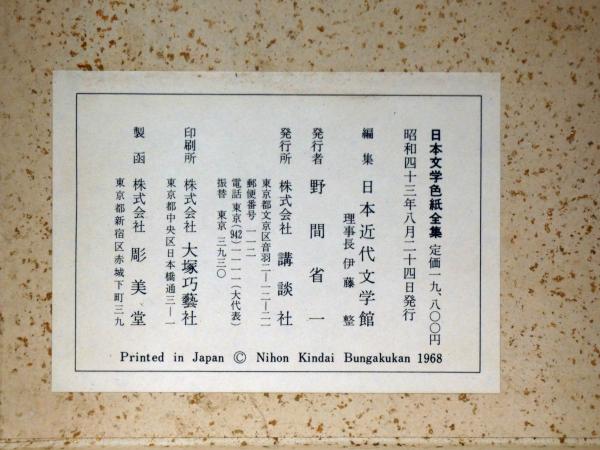 日本文学色紙全集 定価一九、八〇〇円
昭和四十三年八月二十四日発行
編集 日本近代文学館
理事長 伊藤 整
発行者 野間省一
発行所 株式会社 講談社
東京都文京区音羽二ー一二ー二一
郵便番号 一一二
電話 東京(942)一一一一(大代表)
振替 東京 三九三〇
印刷所 株式会社 大塚巧藝社
東京都中央区日本橋通三ー一
製函 株式会社 彫美堂
東京都新宿区赤城下町三九
Printed in Japan © Nihon Kindai Bungakukan 1968